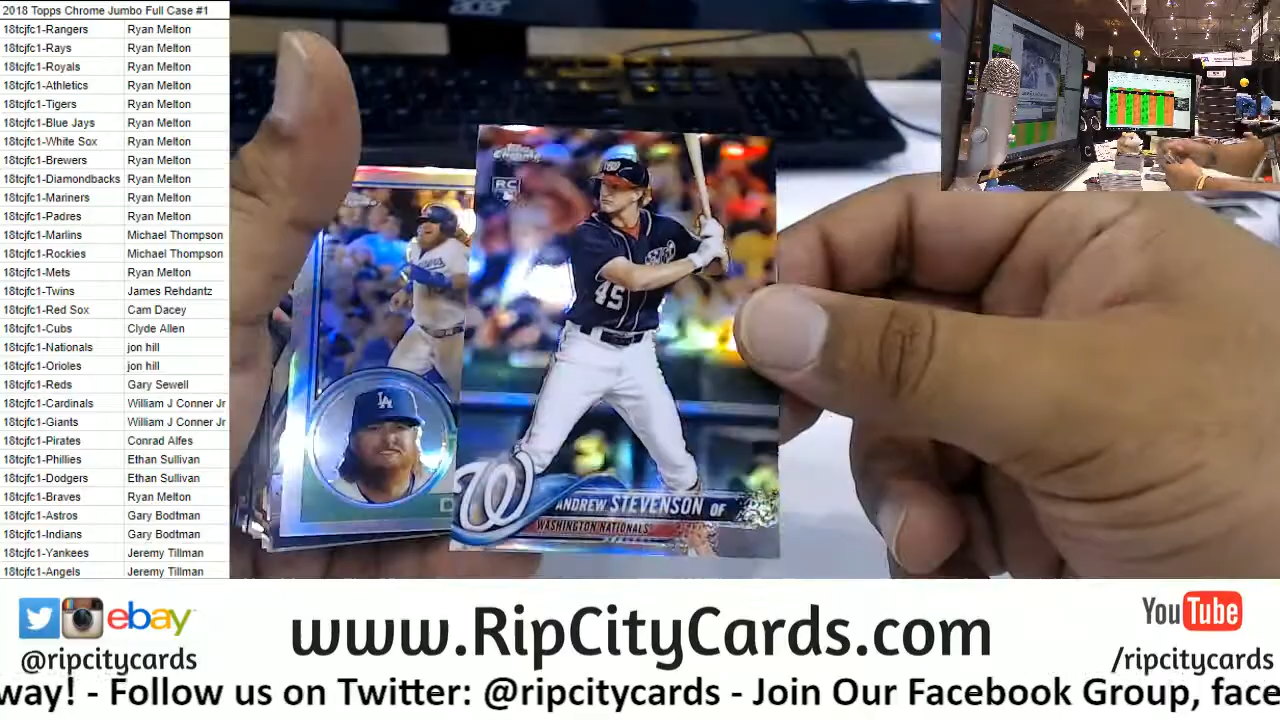 2018 Topps Chrome Jumbo Full Case #1
18tcjfc1-Rangers Ryan Melton
18tcjfc1-Rays Ryan Melton
18tcjfc1-Royals Ryan Melton
18tcjfc1-Athletics Ryan Melton
18tcjfc1-Tigers Ryan Melton
18tcjfc1-Blue Jays Ryan Melton
18tcjfc1-White Sox Ryan Melton
18tcjfc1-Brewers Ryan Melton
18tcjfc1-Diamondbacks Ryan Melton
18tcjfc1-Mariners Ryan Melton
18tcjfc1-Padres Ryan Melton
18tcjfc1-Marlins Michael Thompson
18tcjfc1-Rockies Michael Thompson
18tcjfc1-Mets Ryan Melton
18tcjfc1-Twins James Rehdantz
18tcjfc1-Red Sox Cam Dacey
18tcjfc1-Cubs Clyde Allen
18tcjfc1-Nationals jon hill
18tcjfc1-Orioles jon hill
18tcjfc1-Reds Gary Sewell
18tcjfc1-Cardinals William J Conner Jr
18tcjfc1-Giants William J Conner Jr
18tcjfc1-Pirates Conrad Alfes
18tcjfc1-Phillies Ethan Sullivan
18tcjfc1-Dodgers Ethan Sullivan
18tcjfc1-Braves Ryan Melton
18tcjfc1-Astros Gary Bodtman
18tcjfc1-Indians Gary Bodtman
18tcjfc1-Yankees Jeremy Tillman
18tcjfc1-Angels Jeremy Tillman
acer
Topps Chrome
RC
45
LA
W
ANDREW STEVENSON OF
WASHINGTON NATIONALS
ebay
@ripcitycards
www.RipCityCards.com
YouTube
/ripcitycards
way! - Follow us on Twitter: @ripcitycards - Join Our Facebook Group, face